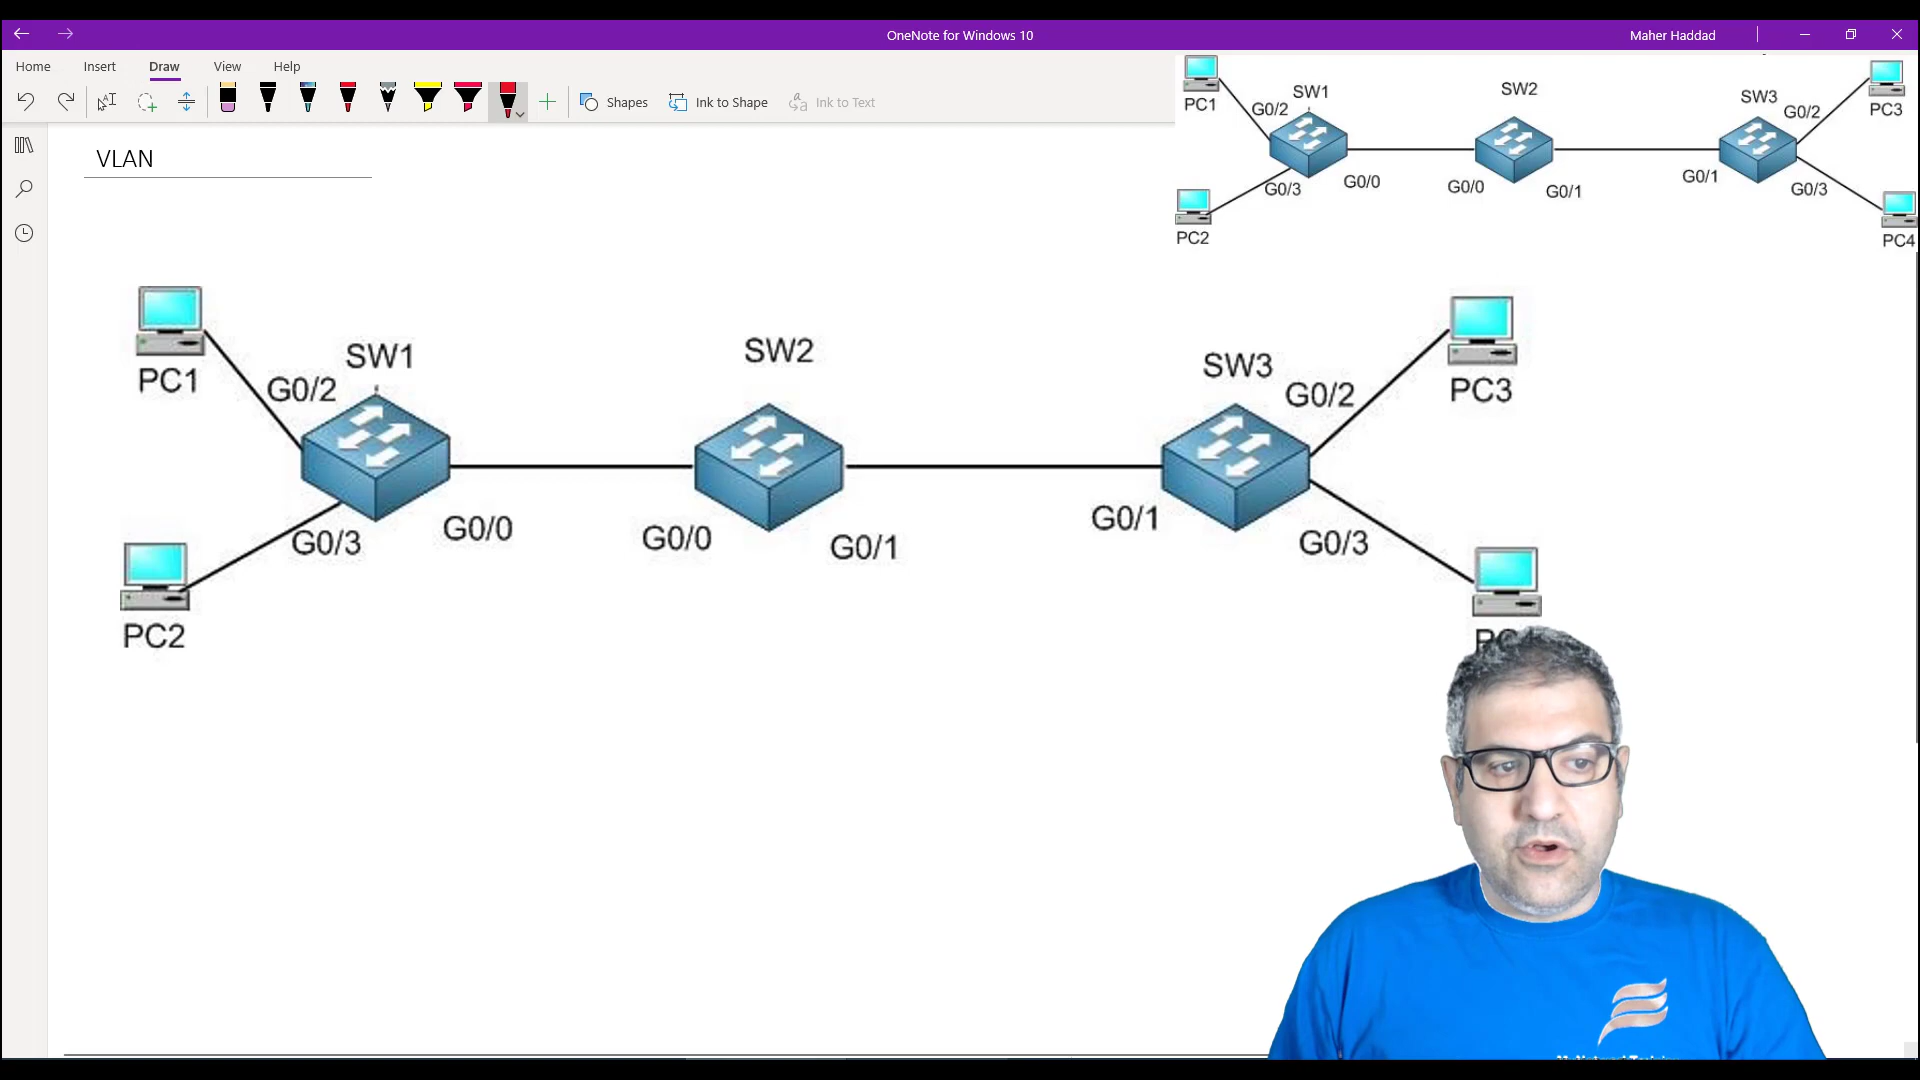 OneNote for Windows 10
Maher Haddad
Home
Insert
Draw
View
Help
Shapes
Ink to Shape
Ink to Text
PC1
G0/2
SW1
SW2
SW3
G0/2
PC3
G0/3
G0/0
G0/0
G0/1
G0/1
G0/3
PC2
PC4
VLAN
PC1
G0/2
SW1
SW2
SW3
G0/2
PC3
G0/3
G0/0
G0/0
G0/1
G0/1
G0/3
PC2